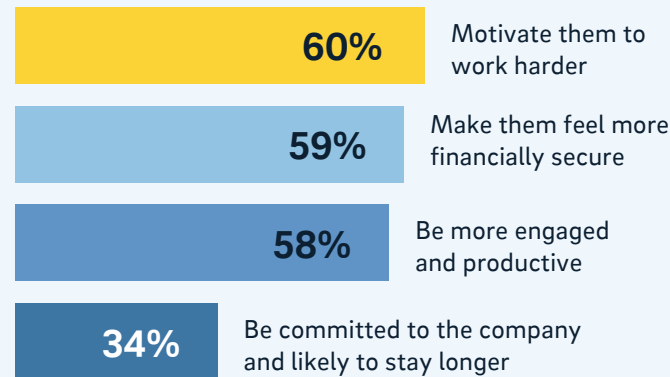 60%
Motivate them to
work harder
59%
Make them feel more
financially secure
58%
Be more engaged
and productive
34%
Be committed to the company
and likely to stay longer